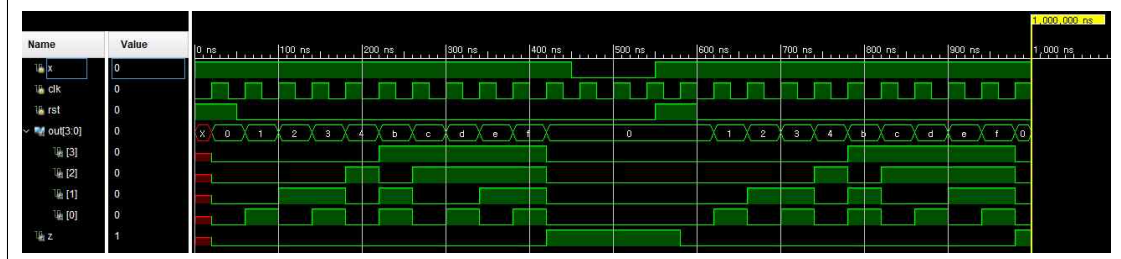 1,000,000 ns
Name Value 0 ns 100 ns 200 ns 300 ns 400 ns 500 ns 600 ns 700 ns 800 ns 900 ns 1,000 ns
x 0
clk 0
rst 0
out[3:0] 0 X 0 1 2 3 4 b c d e f 0 1 2 3 4 b c d e f 0
[3] 0
[2] 0
[1] 0
[0] 0
z 1